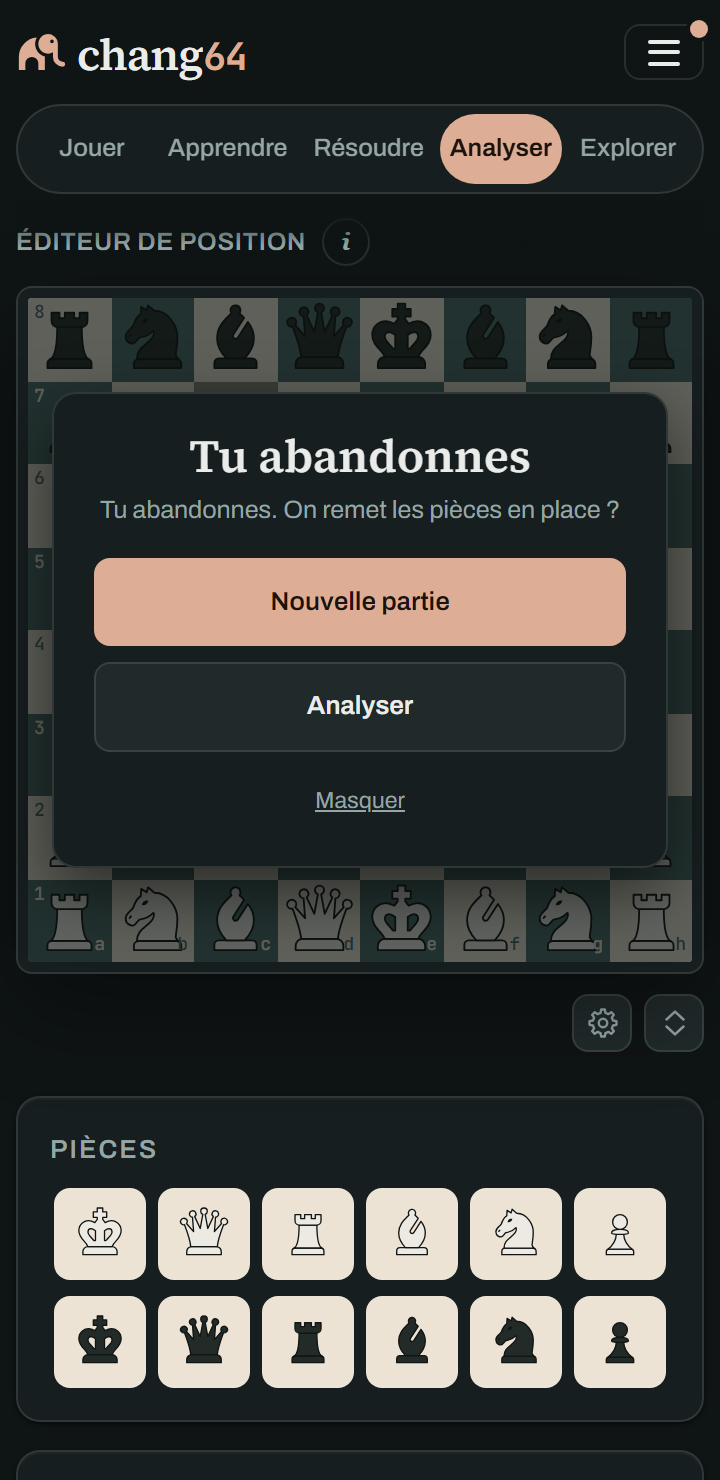 chang64
Jouer Apprendre Résoudre Analyser Explorer
ÉDITEUR DE POSITION i
8
7
Tu abandonnes
6
Tu abandonnes. On remet les pièces en place ?
5
Nouvelle partie
4
Analyser
3
Masquer
2
1
a b c d e f g h
PIÈCES